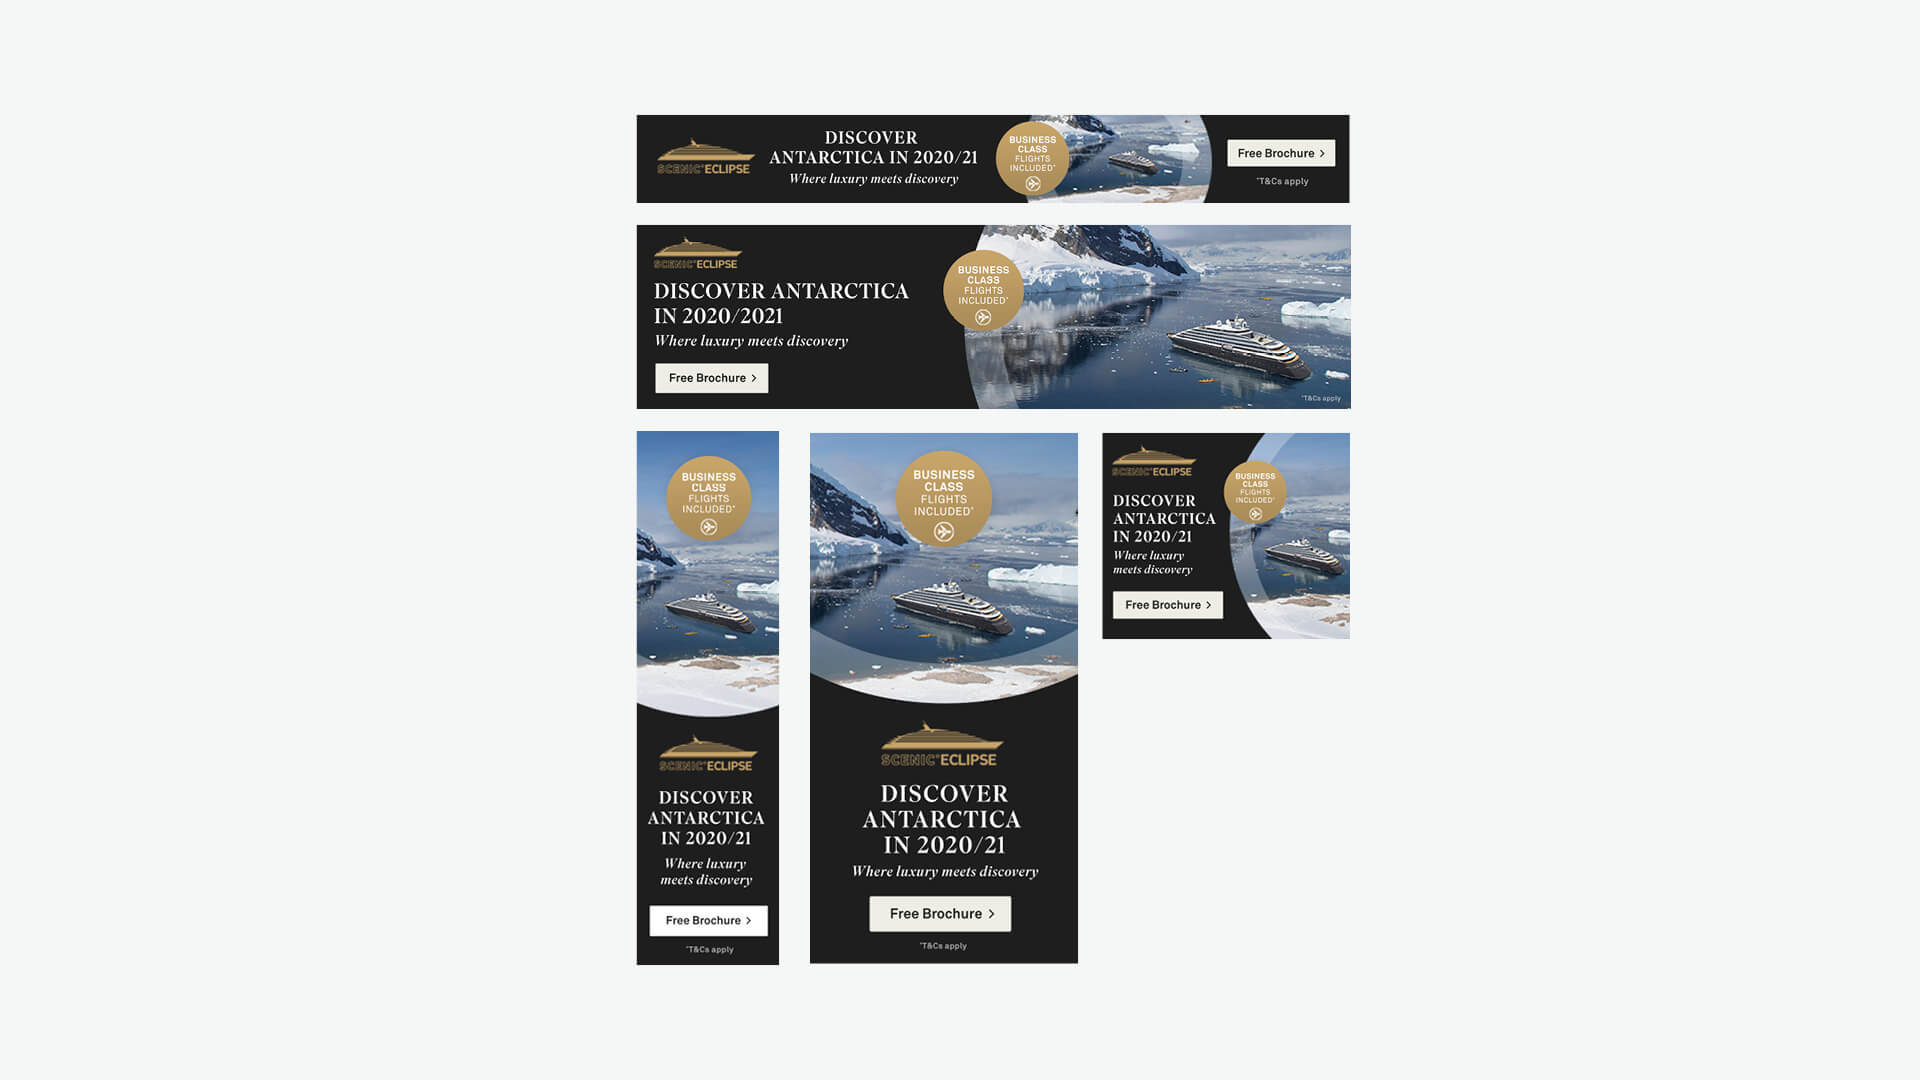 SCENIC®ECLIPSE
DISCOVER
ANTARCTICA IN 2020/21
Where luxury meets discovery
BUSINESS
CLASS
FLIGHTS
INCLUDED*
Free Brochure >
*T&Cs apply
SCENIC®ECLIPSE
DISCOVER ANTARCTICA
IN 2020/2021
Where luxury meets discovery
Free Brochure >
BUSINESS
CLASS
FLIGHTS
INCLUDED*
*T&Cs apply
BUSINESS
CLASS
FLIGHTS
INCLUDED*
SCENIC®ECLIPSE
DISCOVER
ANTARCTICA
IN 2020/21
Where luxury
meets discovery
Free Brochure >
*T&Cs apply
BUSINESS
CLASS
FLIGHTS
INCLUDED*
SCENIC®ECLIPSE
DISCOVER
ANTARCTICA
IN 2020/21
Where luxury meets discovery
Free Brochure >
*T&Cs apply
SCENIC®ECLIPSE
DISCOVER
ANTARCTICA
IN 2020/21
Where luxury
meets discovery
Free Brochure >
BUSINESS
CLASS
FLIGHTS
INCLUDED*